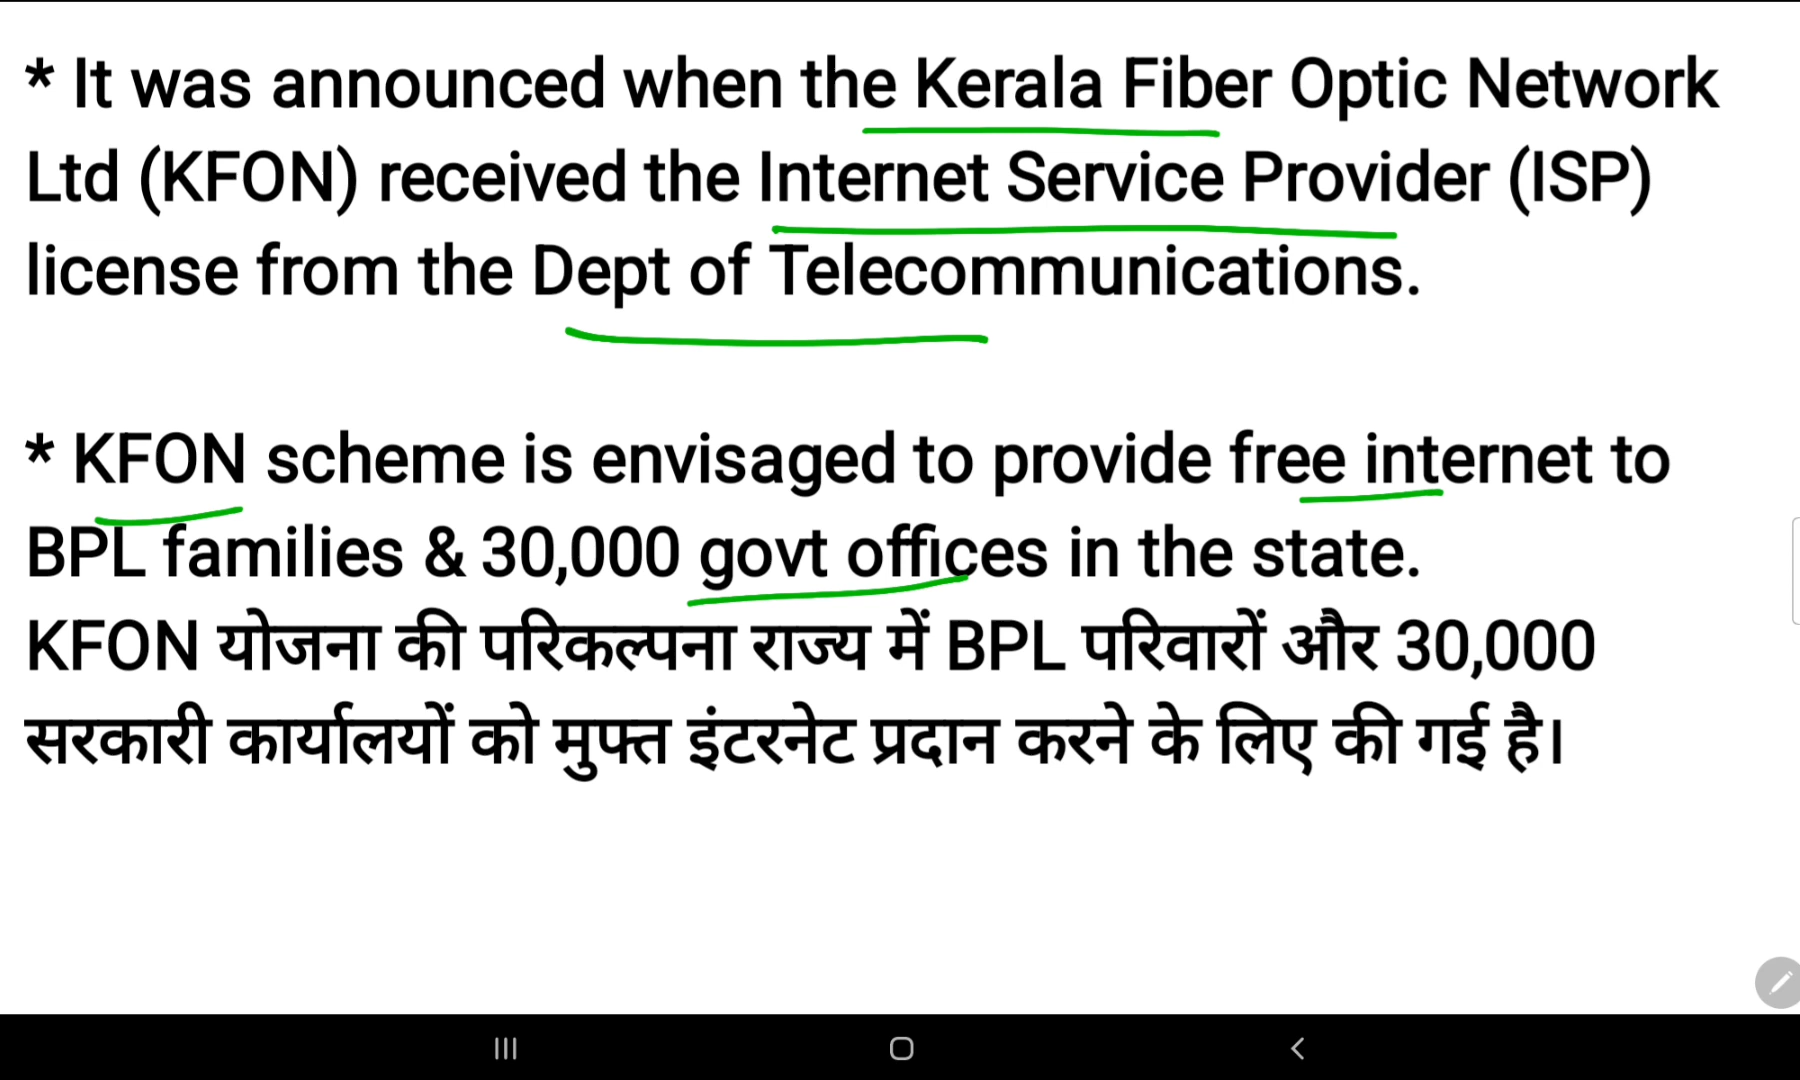 * It was announced when the Kerala Fiber Optic Network
Ltd (KFON) received the Internet Service Provider (ISP)
license from the Dept of Telecommunications.
* KFON scheme is envisaged to provide free internet to
BPL families & 30,000 govt offices in the state.
KFON योजना की परिकल्पना राज्य में BPL परिवारों और 30,000
सरकारी कार्यालयों को मुफ्त इंटरनेट प्रदान करने के लिए की गई है।